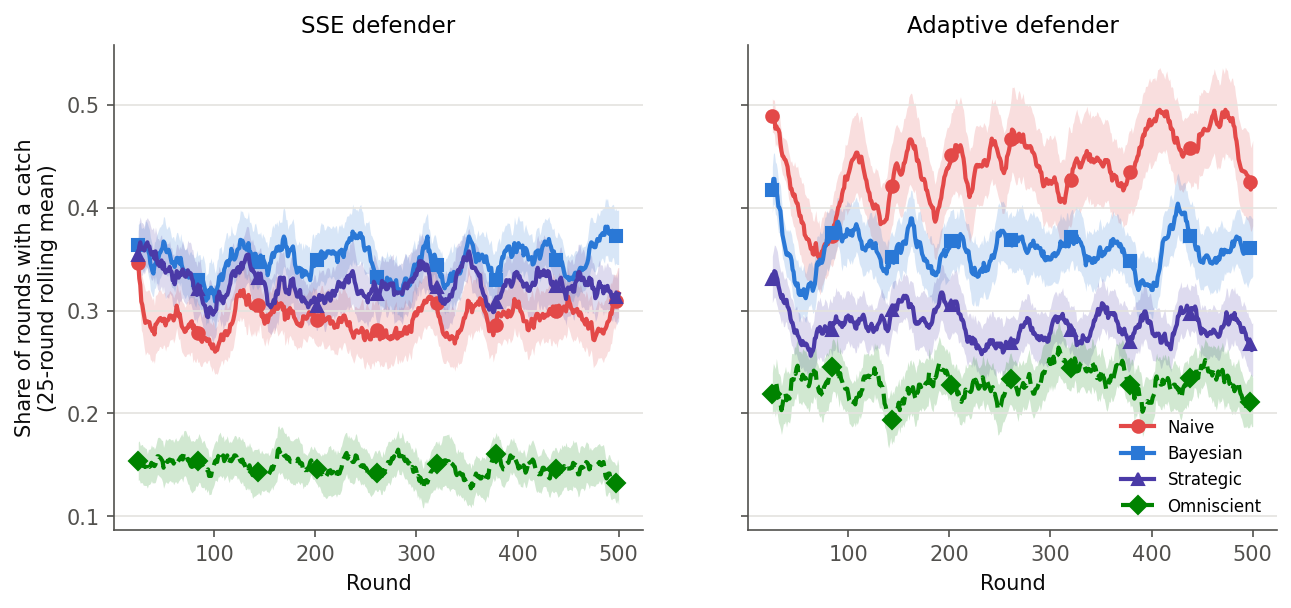 SSE defender
Adaptive defender
Share of rounds with a catch
(25-round rolling mean)
0.5
0.4
0.3
0.2
0.1
100
200
300
400
500
Round
100
200
300
400
500
Round
Naive
Bayesian
Strategic
Omniscient